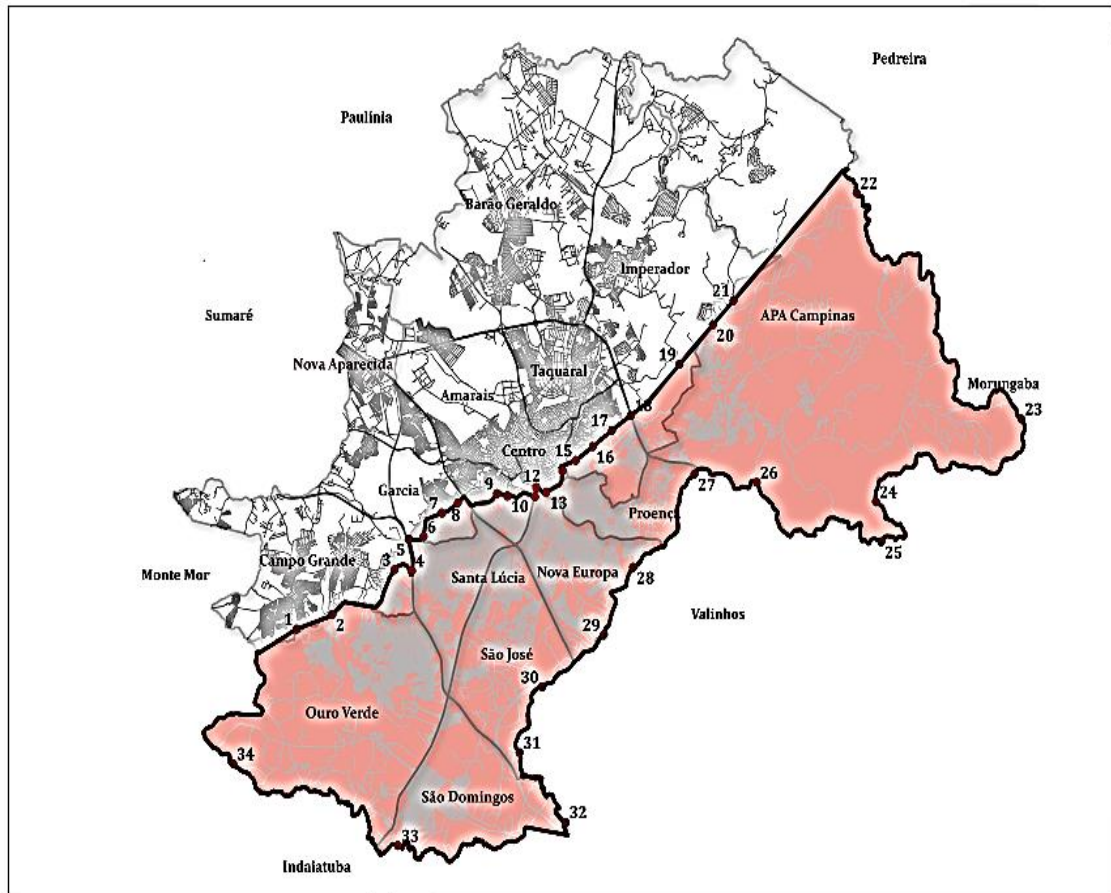 Pedreira
Paulínia
22
Barão Geraldo
Imperador
21
Sumaré
APA Campinas
20
Nova Aparecida
19
Taquaral
Morungaba
Amarais
23
18
17
Centro
15
16
12
Garcia
9
26
27
24
7
10
13
8
Proença
6
5
25
Campo Grande
3
4
Monte Mor
Santa Lúcia
Nova Europa
28
1
2
Valinhos
29
São José
30
Ouro Verde
31
34
São Domingos
32
33
Indaiatuba